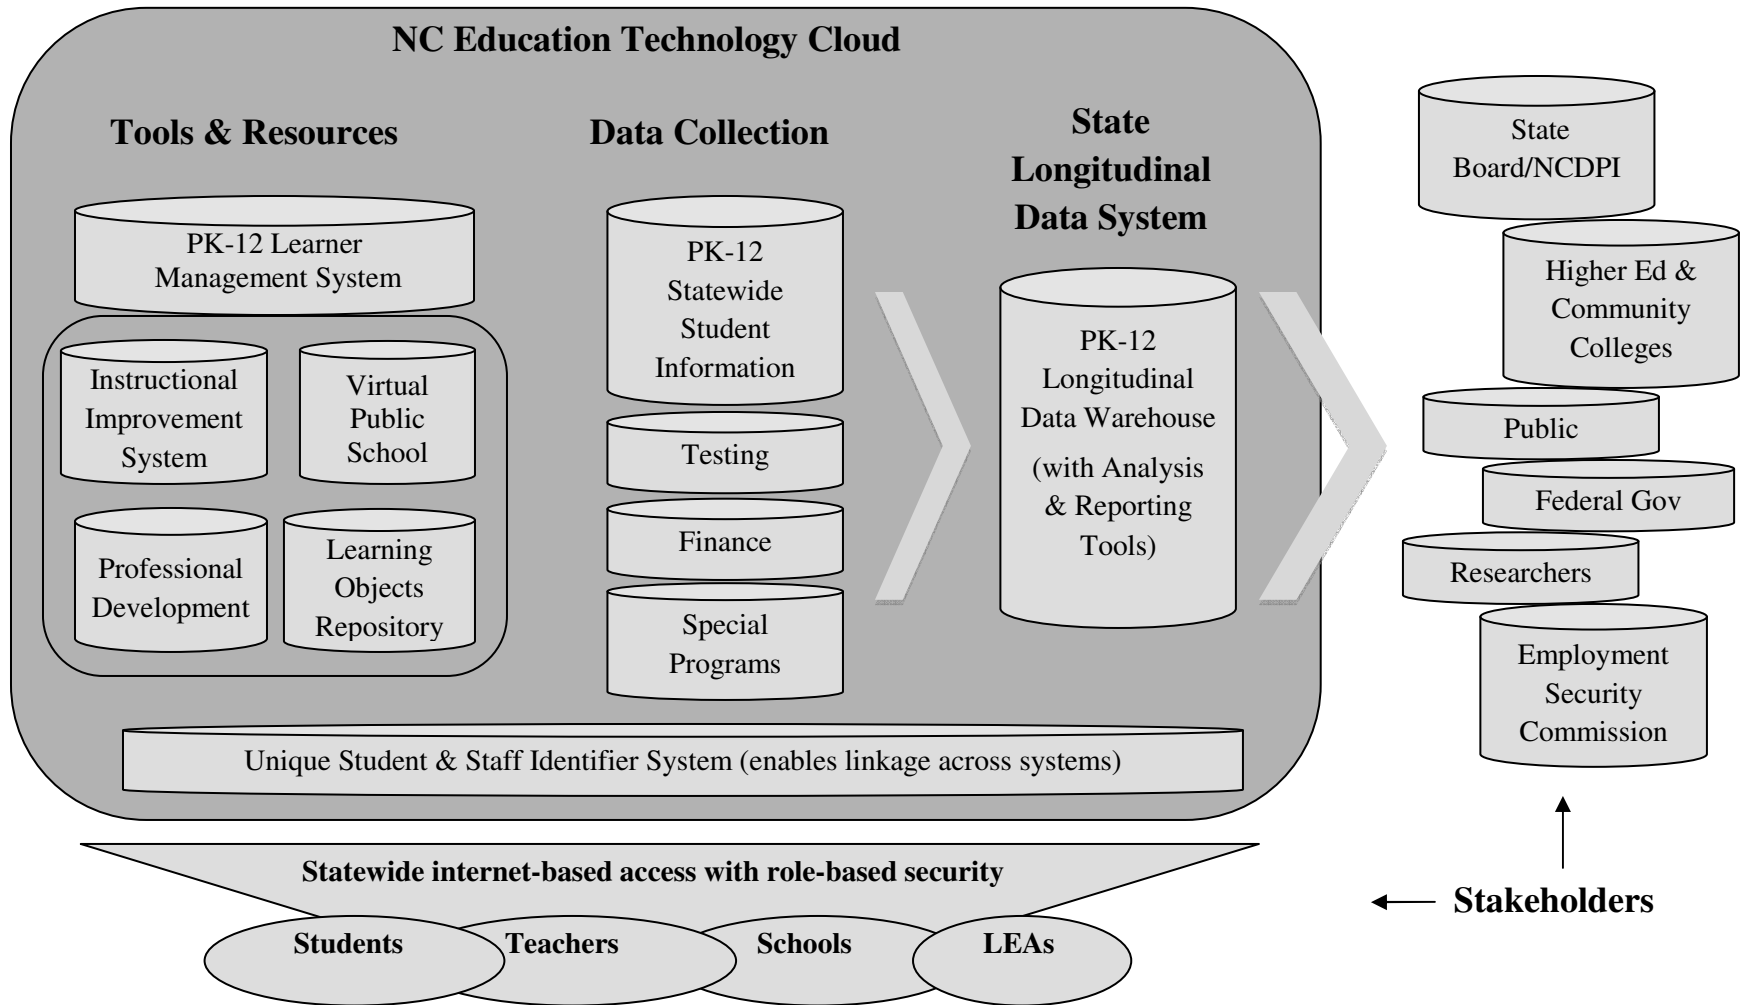 NC Education Technology Cloud
Tools & Resources
PK-12 Learner
Management System
Instructional
Improvement
System
Virtual
Public
School
Professional
Development
Learning
Objects
Repository
Data Collection
PK-12
Statewide
Student
Information
Testing
Finance
Special
Programs
State
Longitudinal
Data System
PK-12
Longitudinal
Data Warehouse
(with Analysis
& Reporting
Tools)
Unique Student & Staff Identifier System (enables linkage across systems)
State
Board/NCDPI
Higher Ed &
Community
Colleges
Public
Federal Gov
Researchers
Employment
Security
Commission
Statewide internet-based access with role-based security
Students
Teachers
Schools
LEAs
Stakeholders